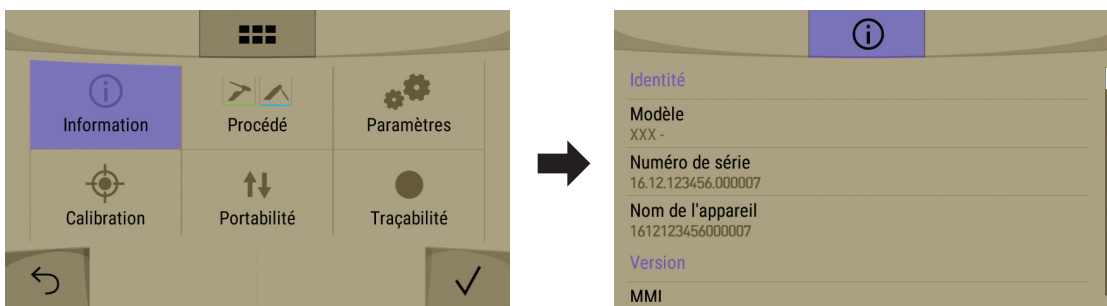 Information
Procédé
Paramètres
Calibration
Portabilité
Traçabilité
Identité
Modèle
XXX -
Numéro de série
16.12.123456.000007
Nom de l'appareil
1612123456000007
Version
MMI